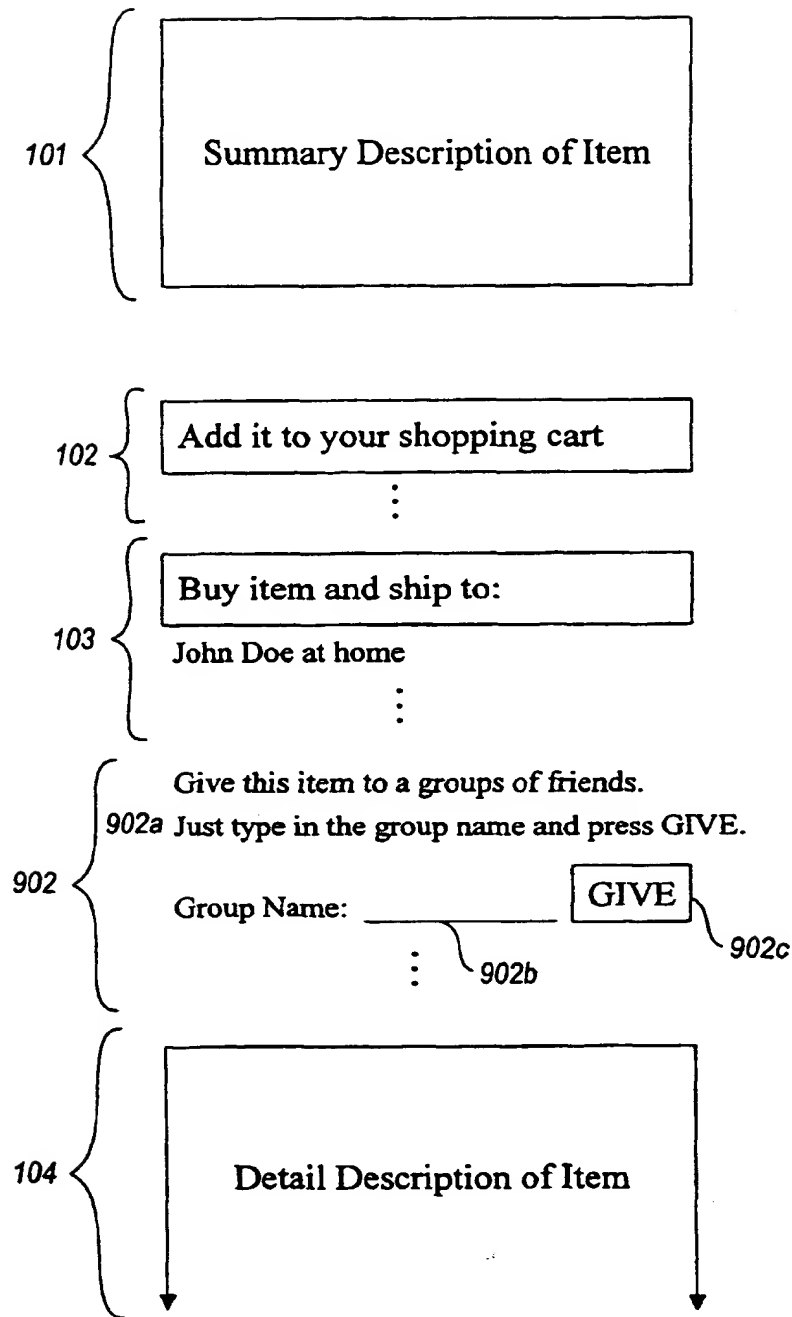 101
Summary Description of Item
102
Add it to your shopping cart
103
Buy item and ship to:
John Doe at home
902
Give this item to a groups of friends.
902a Just type in the group name and press GIVE.
Group Name: GIVE
902b
902c
104
Detail Description of Item